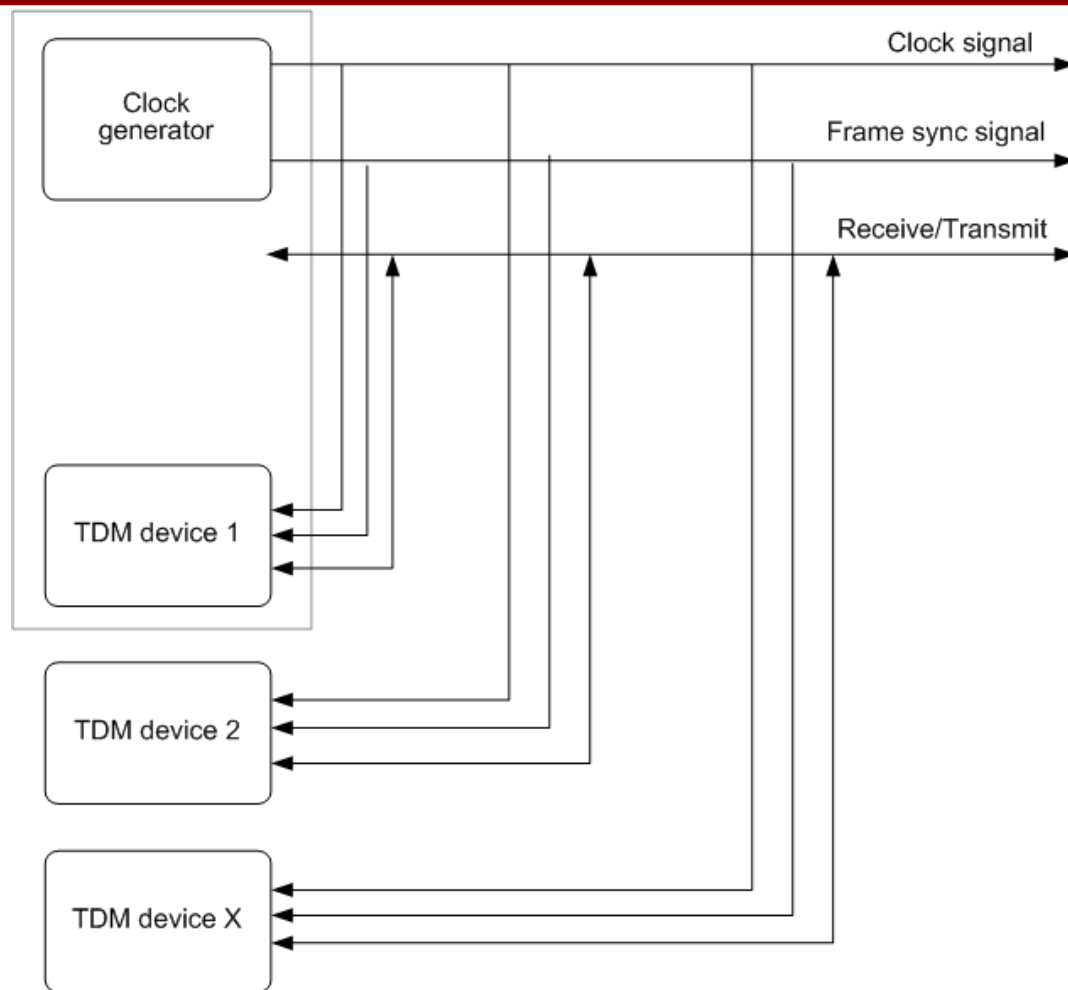 Clock signal
Clock
generator
Frame sync signal
Receive/Transmit
TDM device 1
TDM device 2
TDM device X